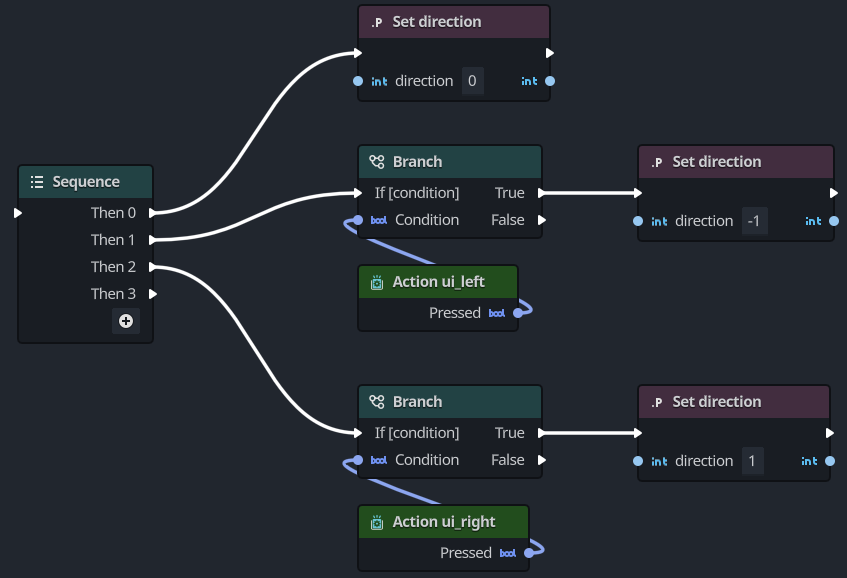 .P Set direction
int direction 0 int
Sequence
Then 0
Then 1
Then 2
Then 3
Branch
If [condition] True
bool Condition False
.P Set direction
int direction -1 int
Action ui_left
Pressed bool
Branch
If [condition] True
bool Condition False
.P Set direction
int direction 1 int
Action ui_right
Pressed bool